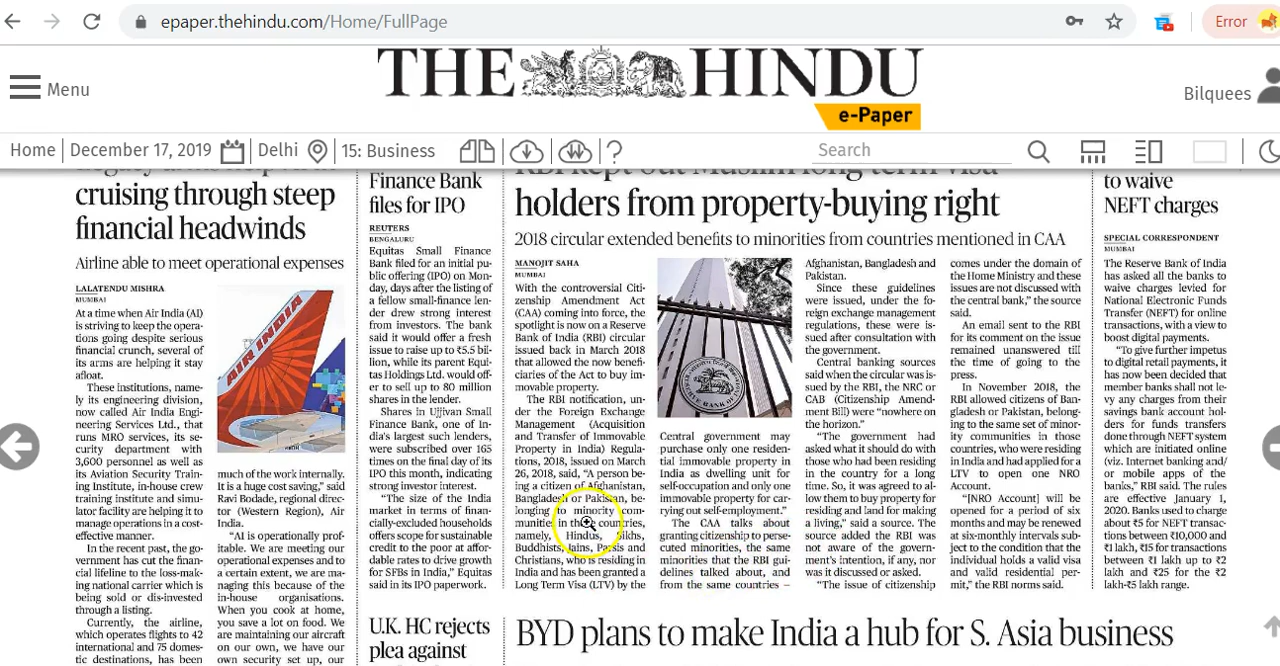 epaper.thehindu.com/Home/FullPage
Error
THE HINDU
e-Paper
Menu
Bilquees
Home
December 17, 2019
Delhi
15: Business
Search
cruising through steep
financial headwinds
Airline able to meet operational expenses
LALATENDU MISHRA
MUMBAI
At a time when Air India (AI)
is striving to keep the opera-
tions going despite serious
financial crunch, several of
its arms are helping it stay
afloat.
These institutions, name-
ly its engineering division,
now called Air India Engi-
neering Services Ltd., that
runs MRO services, its se-
curity department with
3,600 personnel as well as
its Aviation Security Train-
ing Institute, in-house crew
training institute and simu-
lator facility are helping it to
manage operations in a cost-
effective manner.
In the recent past, the go-
vernment has cut the finan-
cial lifeline to the loss-mak-
ing national carrier which is
being sold or dis-invested
through a listing.
Currently, the airline,
which operates flights to 42
international and 75 domes-
tic destinations, has been
AIR INDIA
much of the work internally.
It is a huge cost saving,” said
Ravi Bodade, regional direc-
tor (Western Region), Air
India.
“AI is operationally prof-
itable. We are meeting our
operational expenses and to
a certain extent, we are ma-
naging this because of the
in-house organisations.
When you cook at home,
you save a lot on food. We
are maintaining our aircraft
on our own, we have our
own security set up, our
Finance Bank
files for IPO
REUTERS
BENGALURU
Equitas Small Finance
Bank filed for an initial pu-
blic offering (IPO) on Mon-
day, days after the listing of
a fellow small-finance len-
der drew strong interest
from investors. The bank
said it would offer a fresh
issue to raise up to ₹5.5 bil-
lion, while its parent Equi-
tas Holdings Ltd. would off-
er to sell up to 80 million
shares in the lender.
Shares in Ujjivan Small
Finance Bank, one of In-
dia's largest such lenders,
were subscribed over 165
times on the final day of its
IPO this month, indicating
strong investor interest.
“The size of the India
market in terms of finan-
cially-excluded households
offers scope for sustainable
credit to the poor at affor-
dable rates to drive growth
for SFBs in India,” Equitas
said in its IPO paperwork.
U.K. HC rejects
plea against
RBI kept out Muslim long-term visa
holders from property-buying right
2018 circular extended benefits to minorities from countries mentioned in CAA
MANOJIT SAHA
MUMBAI
With the controversial Citi-
zenship Amendment Act
(CAA) coming into force, the
spotlight is now on a Reserve
Bank of India (RBI) circular
issued back in March 2018
that allowed the now benefi-
ciaries of the Act to buy im-
movable property.
The RBI notification, un-
der the Foreign Exchange
Management (Acquisition
and Transfer of Immovable
Property in India) Regula-
tions, 2018, issued on March
26, 2018, said, “A person be-
ing a citizen of Afghanistan,
Bangladesh or Pakistan, be-
longing to minority com-
munities in those countries,
namely, Hindus, Sikhs,
Buddhists, Jains, Parsis and
Christians, who is residing in
India and has been granted a
Long Term Visa (LTV) by the
Central government may
purchase only one residen-
tial immovable property in
India as dwelling unit for
self-occupation and only one
immovable property for car-
rying out self-employment.”
The CAA talks about
granting citizenship to perse-
cuted minorities, the same
minorities that the RBI gui-
delines talked about, and
from the same countries –
Afghanistan, Bangladesh and
Pakistan.
Since these guidelines
were issued, under the fo-
reign exchange management
regulations, these were is-
sued after consultation with
the government.
Central banking sources
said when the circular was is-
sued by the RBI, the NRC or
CAB (Citizenship Amend-
ment Bill) were “nowhere on
the horizon.”
“The government had
asked what it should do with
those who had been residing
in the country for a long
time. So, it was agreed to al-
low them to buy property for
residing and land for making
a living,” said a source. The
source added the RBI was
not aware of the govern-
ment's intention, if any, nor
was it discussed or asked.
“The issue of citizenship
comes under the domain of
the Home Ministry and these
issues are not discussed with
the central bank,” the source
said.
An email sent to the RBI
for its comment on the issue
remained unanswered till
the time of going to the
press.
In November 2018, the
RBI allowed citizens of Ban-
gladesh or Pakistan, belong-
ing to the same set of minor-
ity communities in those
countries, who were residing
in India and had applied for a
LTV to open one NRO
Account.
“[NRO Account] will be
opened for a period of six
months and may be renewed
at six-monthly intervals sub-
ject to the condition that the
individual holds a valid visa
and valid residential per-
mit,” the RBI norms said.
to waive
NEFT charges
SPECIAL CORRESPONDENT
MUMBAI
The Reserve Bank of India
has asked all the banks to
waive charges levied for
National Electronic Funds
Transfer (NEFT) for online
transactions, with a view to
boost digital payments.
“To give further impetus
to digital retail payments, it
has now been decided that
member banks shall not le-
vy any charges from their
savings bank account hol-
ders for funds transfers
done through NEFT system
which are initiated online
(viz. Internet banking and/
or mobile apps of the
banks,” RBI said. The rules
are effective January 1,
2020. Banks used to charge
about ₹5 for NEFT transac-
tions between ₹10,000 and
₹1 lakh, ₹15 for transactions
between ₹1 lakh up to ₹2
lakh and ₹25 for the ₹2
lakh-₹5 lakh range.
BYD plans to make India a hub for S. Asia business